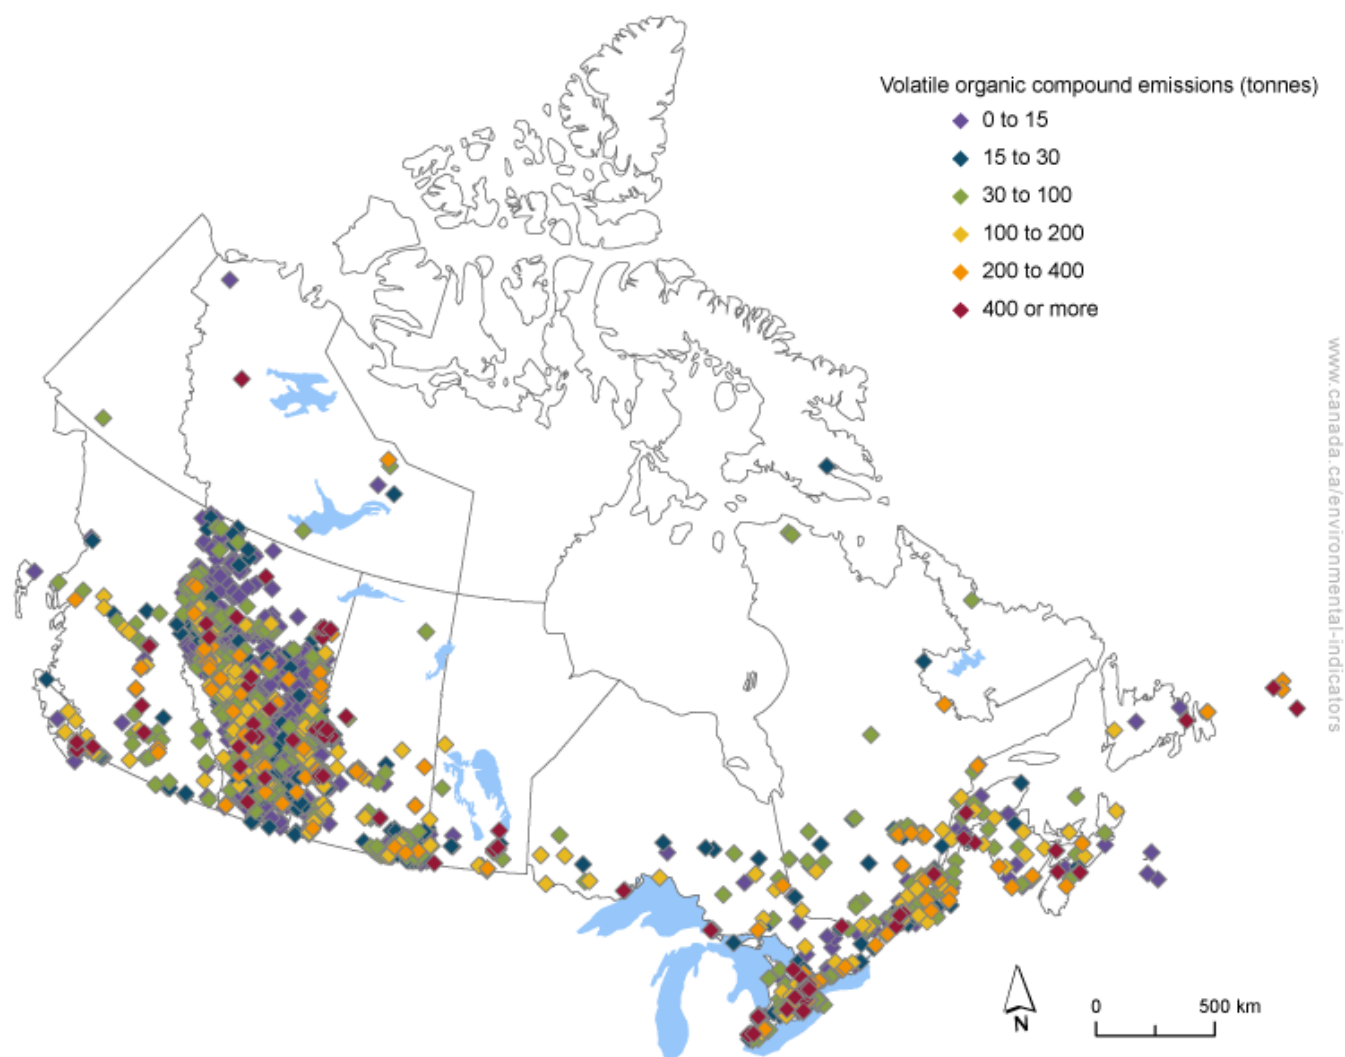 Volatile organic compound emissions (tonnes)
0 to 15
15 to 30
30 to 100
100 to 200
200 to 400
400 or more
www.canada.ca/environmental-indicators
N
0 500 km